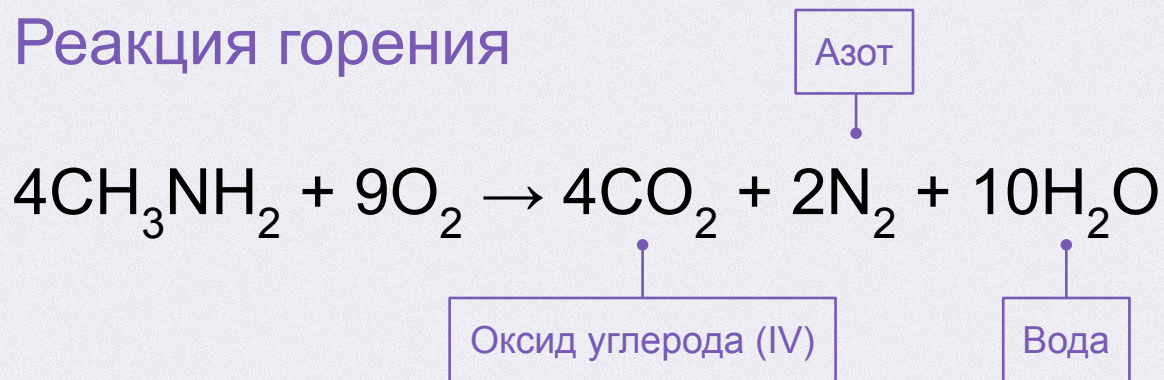 Реакция горения
Азот
4CH₃NH₂ + 9O₂ → 4CO₂ + 2N₂ + 10H₂O
Оксид углерода (IV)
Вода